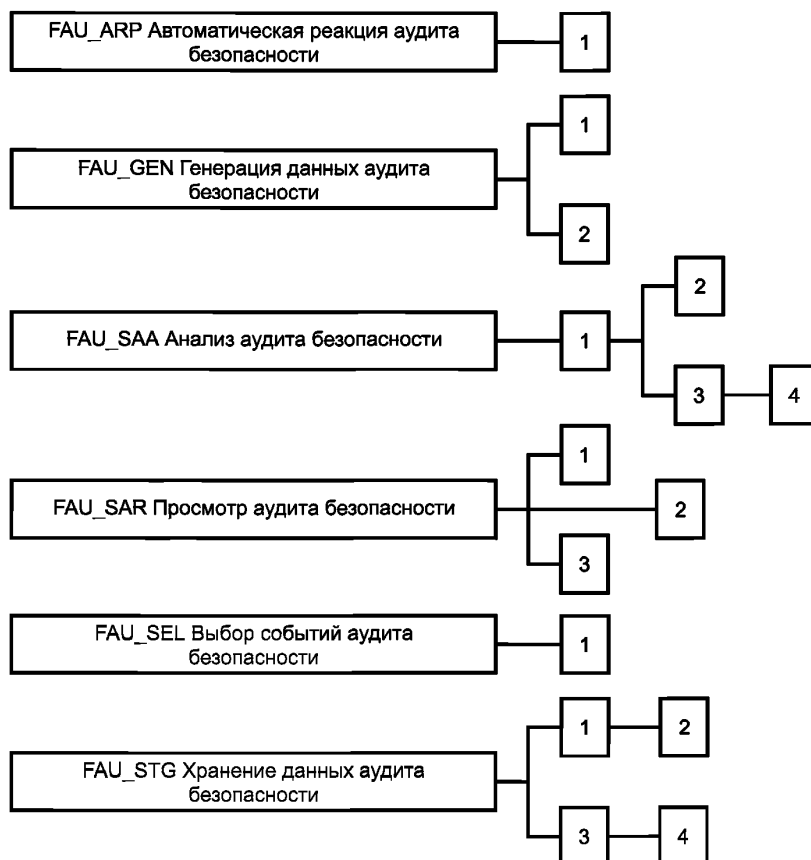 FAU_ARP Автоматическая реакция аудита
безопасности
1
1
FAU_GEN Генерация данных аудита
безопасности
2
2
FAU_SAA Анализ аудита безопасности
1
3
4
1
FAU_SAR Просмотр аудита безопасности
2
3
FAU_SEL Выбор событий аудита
безопасности
1
1
2
FAU_STG Хранение данных аудита
безопасности
3
4